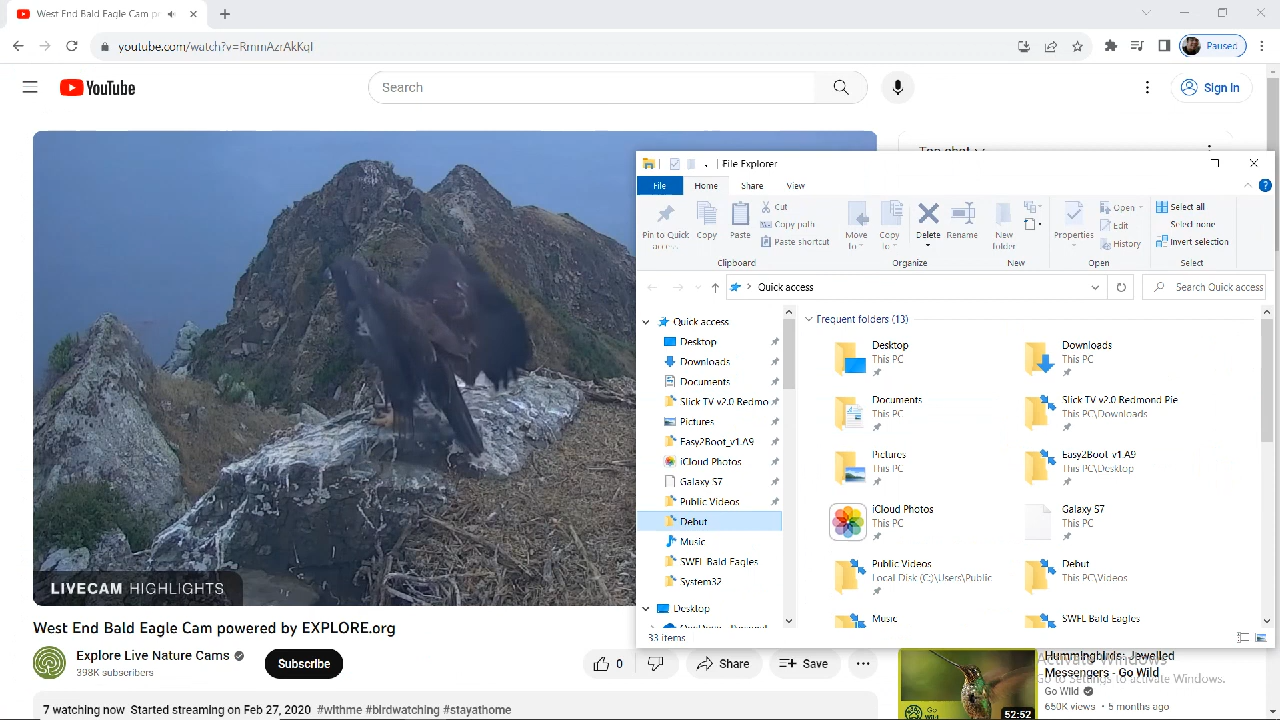 West End Bald Eagle Cam po
youtube.com/watch?v=RmmAzrAkKqI
Paused
YouTube
Search
Sign in
Top chat
File Explorer
File
Home
Share
View
Pin to Quick access
Copy
Paste
Cut
Copy path
Paste shortcut
Move to
Copy to
Delete
Rename
New folder
Properties
Open
Edit
History
Select all
Select none
Invert selection
Clipboard
Organize
New
Open
Select
Quick access
Search Quick access
Quick access
Desktop
Downloads
Documents
Slick TV v2.0 Redmo
Pictures
Easy2Boot_v1.A9
iCloud Photos
Galaxy S7
Public Videos
Debut
Music
SWFL Bald Eagles
System32
Desktop
Frequent folders (13)
Desktop
This PC
Downloads
This PC
Documents
This PC
Slick TV v2.0 Redmond Pie
This PC\Downloads
Pictures
This PC
Easy2Boot_v1.A9
This PC\Desktop
iCloud Photos
This PC
Galaxy S7
This PC
Public Videos
Local Disk (C:)\Users\Public
Debut
This PC\Videos
Music
SWFL Bald Eagles
33 items
LIVECAM HIGHLIGHTS
West End Bald Eagle Cam powered by EXPLORE.org
Explore Live Nature Cams
398K subscribers
Subscribe
0
Share
Save
7 watching now Started streaming on Feb 27, 2020 #withme #birdwatching #stayathome
Hummingbirds: Jewelled
Messengers - Go Wild
Go Wild
650K views • 5 months ago
52:52
GO WILD
Activate Windows
Go to Settings to activate Windows.